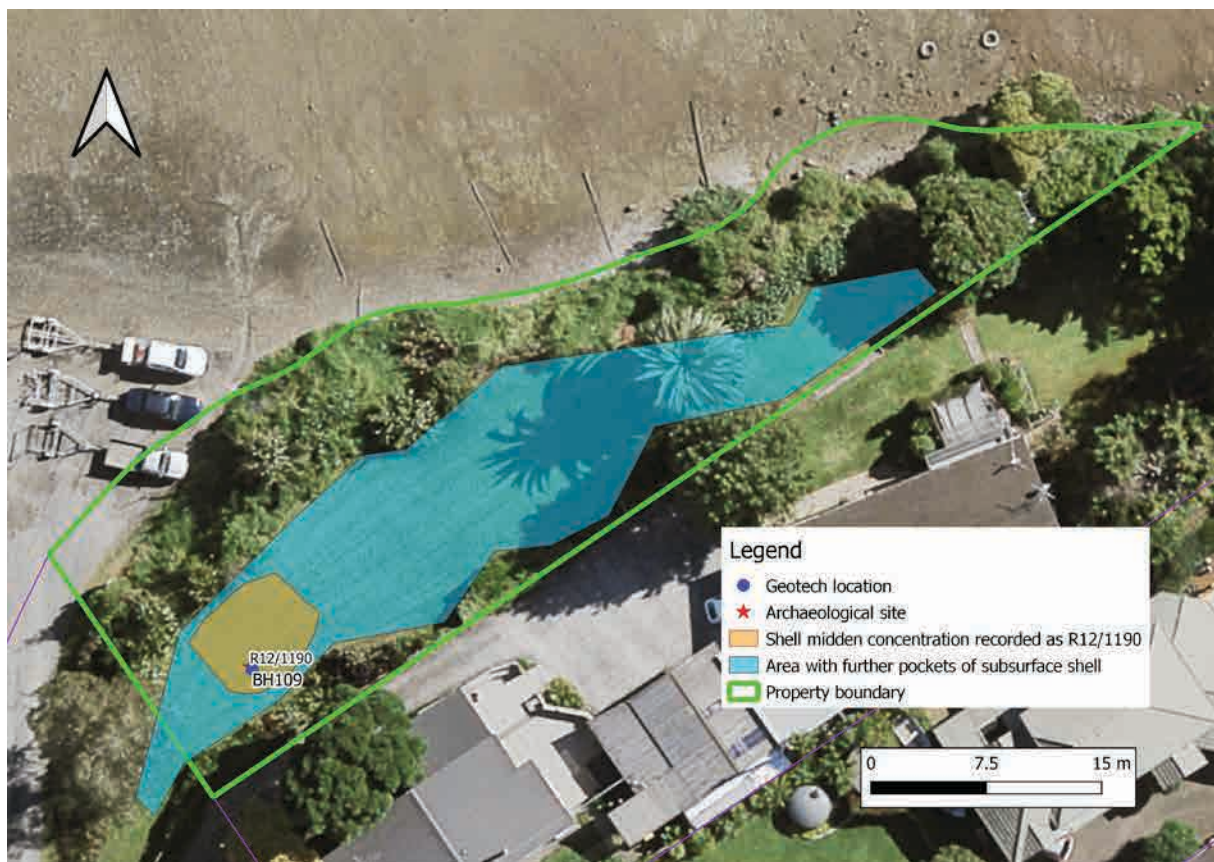 R12/1190
BH109
Legend
Geotech location
Archaeological site
Shell midden concentration recorded as R12/1190
Area with further pockets of subsurface shell
Property boundary
0 7.5 15 m